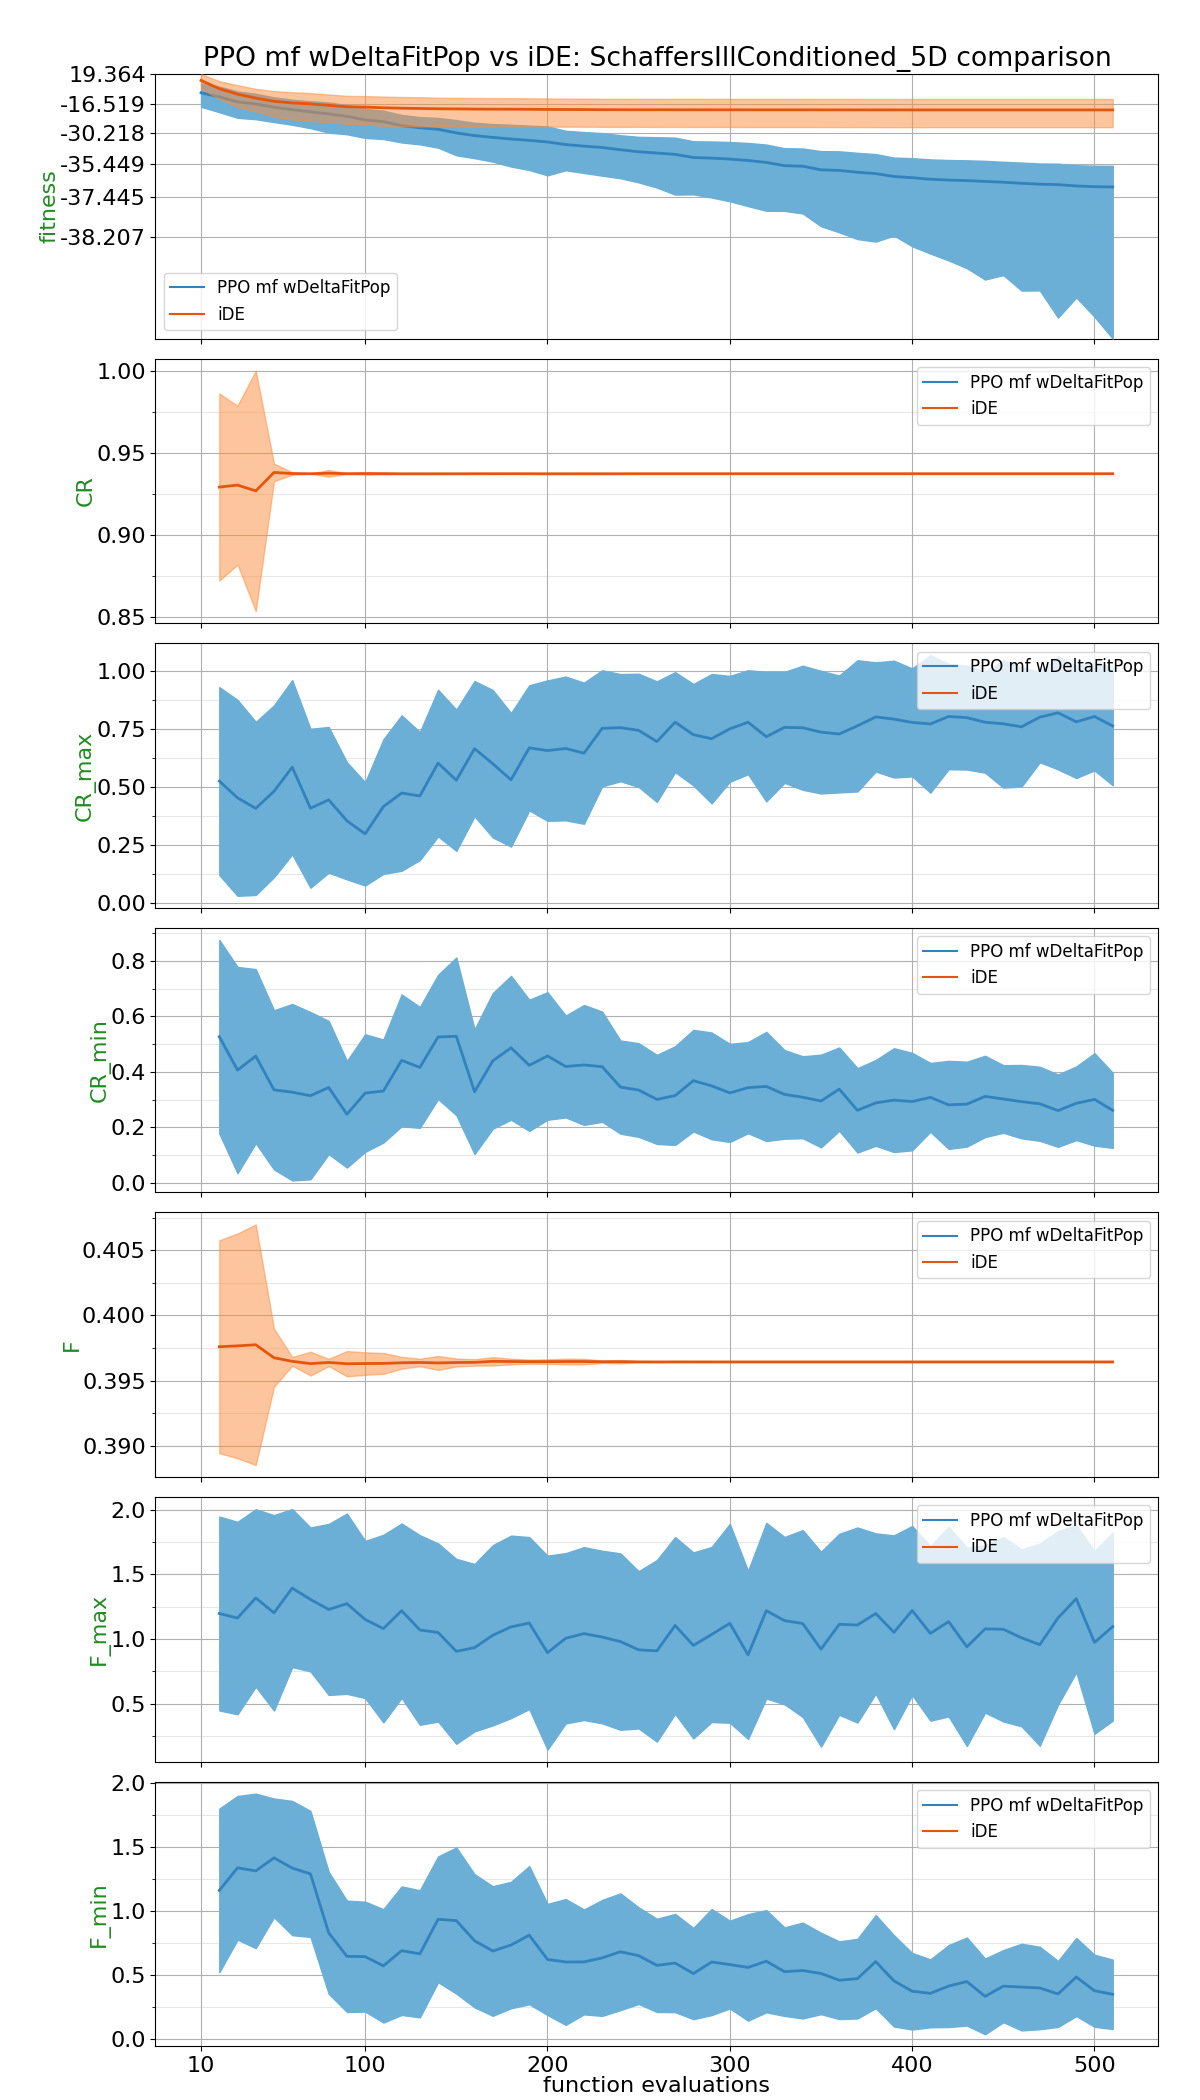 PPO mf wDeltaFitPop vs iDE: SchaffersIllConditioned_5D comparison
19.364
-16.519
-30.218
-35.449
-37.445
-38.207
fitness
PPO mf wDeltaFitPop
iDE
1.00
0.95
0.90
0.85
CR
PPO mf wDeltaFitPop
iDE
1.00
0.75
0.50
0.25
0.00
CR_max
PPO mf wDeltaFitPop
iDE
0.8
0.6
0.4
0.2
0.0
CR_min
PPO mf wDeltaFitPop
iDE
0.405
0.400
0.395
0.390
F
PPO mf wDeltaFitPop
iDE
2.0
1.5
1.0
0.5
F_max
PPO mf wDeltaFitPop
iDE
2.0
1.5
1.0
0.5
0.0
F_min
PPO mf wDeltaFitPop
iDE
10 100 200 300 400 500
function evaluations